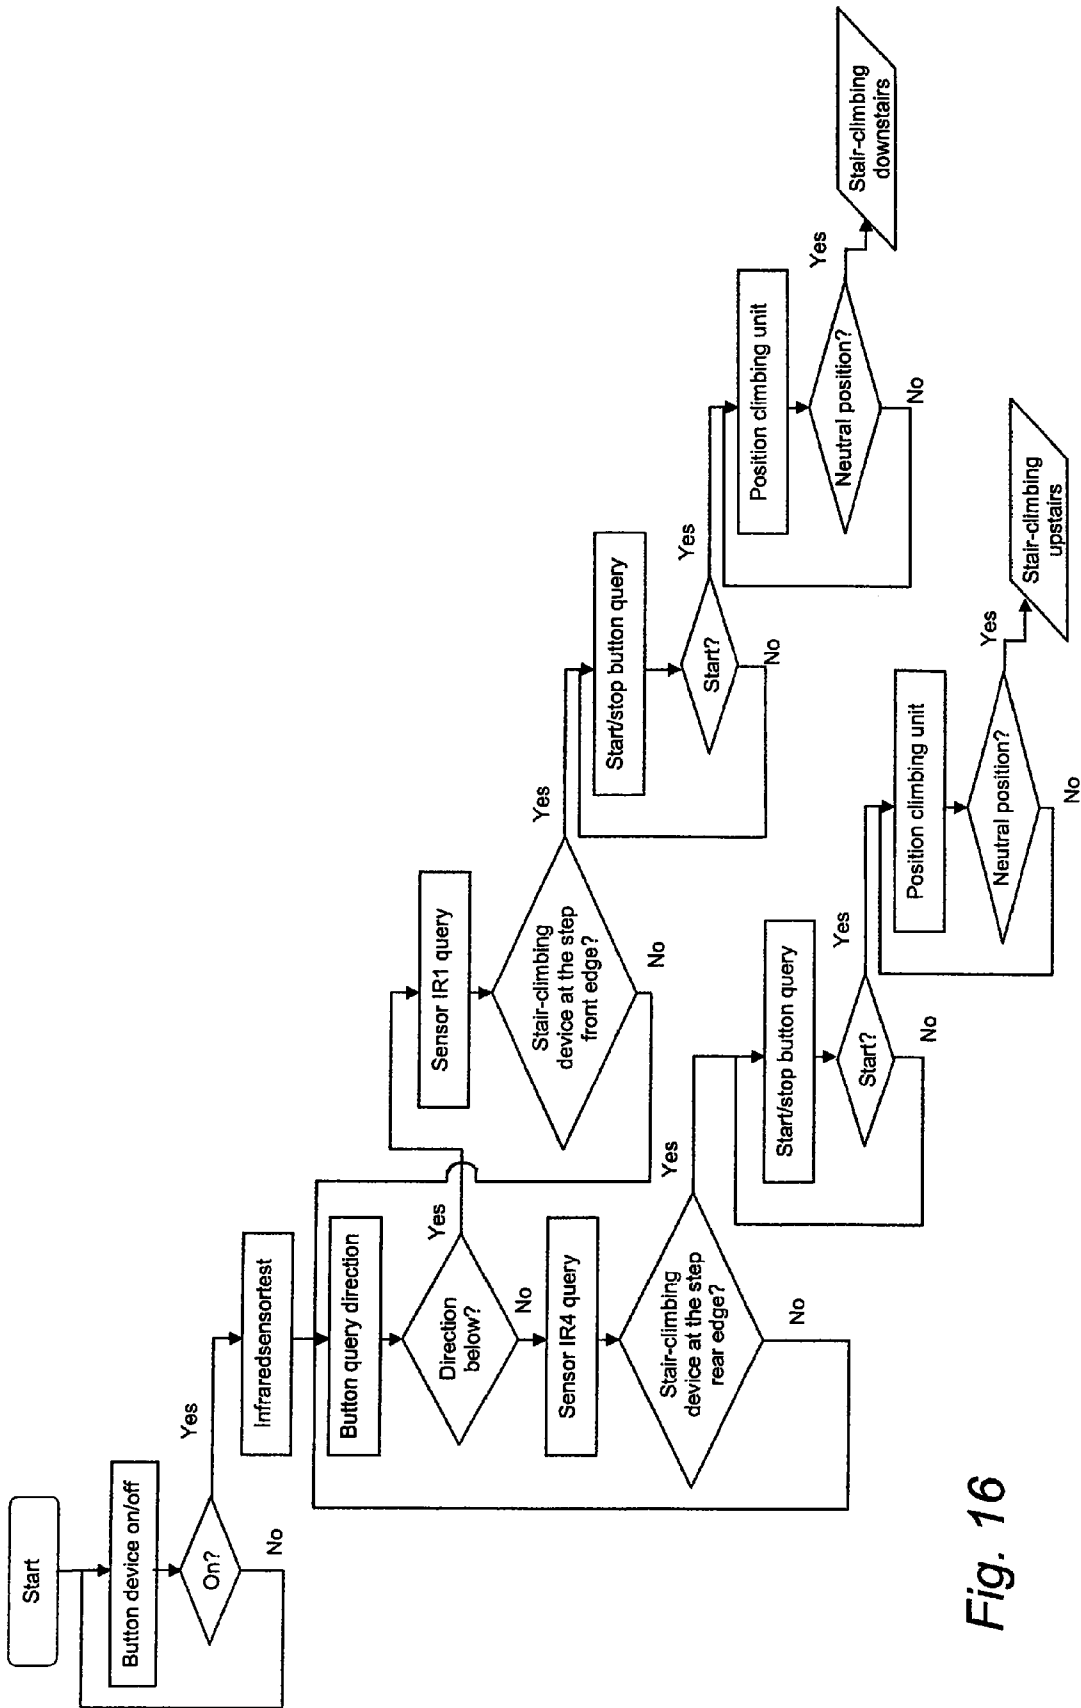 Start
Button device on/off
On?
Yes
No
Infraredsensortest
Button query direction
Direction
below?
Yes
No
Sensor IR1 query
Stair-climbing
device at the step
front edge?
Yes
No
Start/stop button query
Start?
Yes
No
Position climbing unit
Neutral position?
Yes
No
Stair-climbing
downstairs
Sensor IR4 query
Stair-climbing
device at the step
rear edge?
Yes
No
Start/stop button query
Start?
Yes
No
Position climbing unit
Neutral position?
Yes
No
Stair-climbing
upstairs
Fig. 16